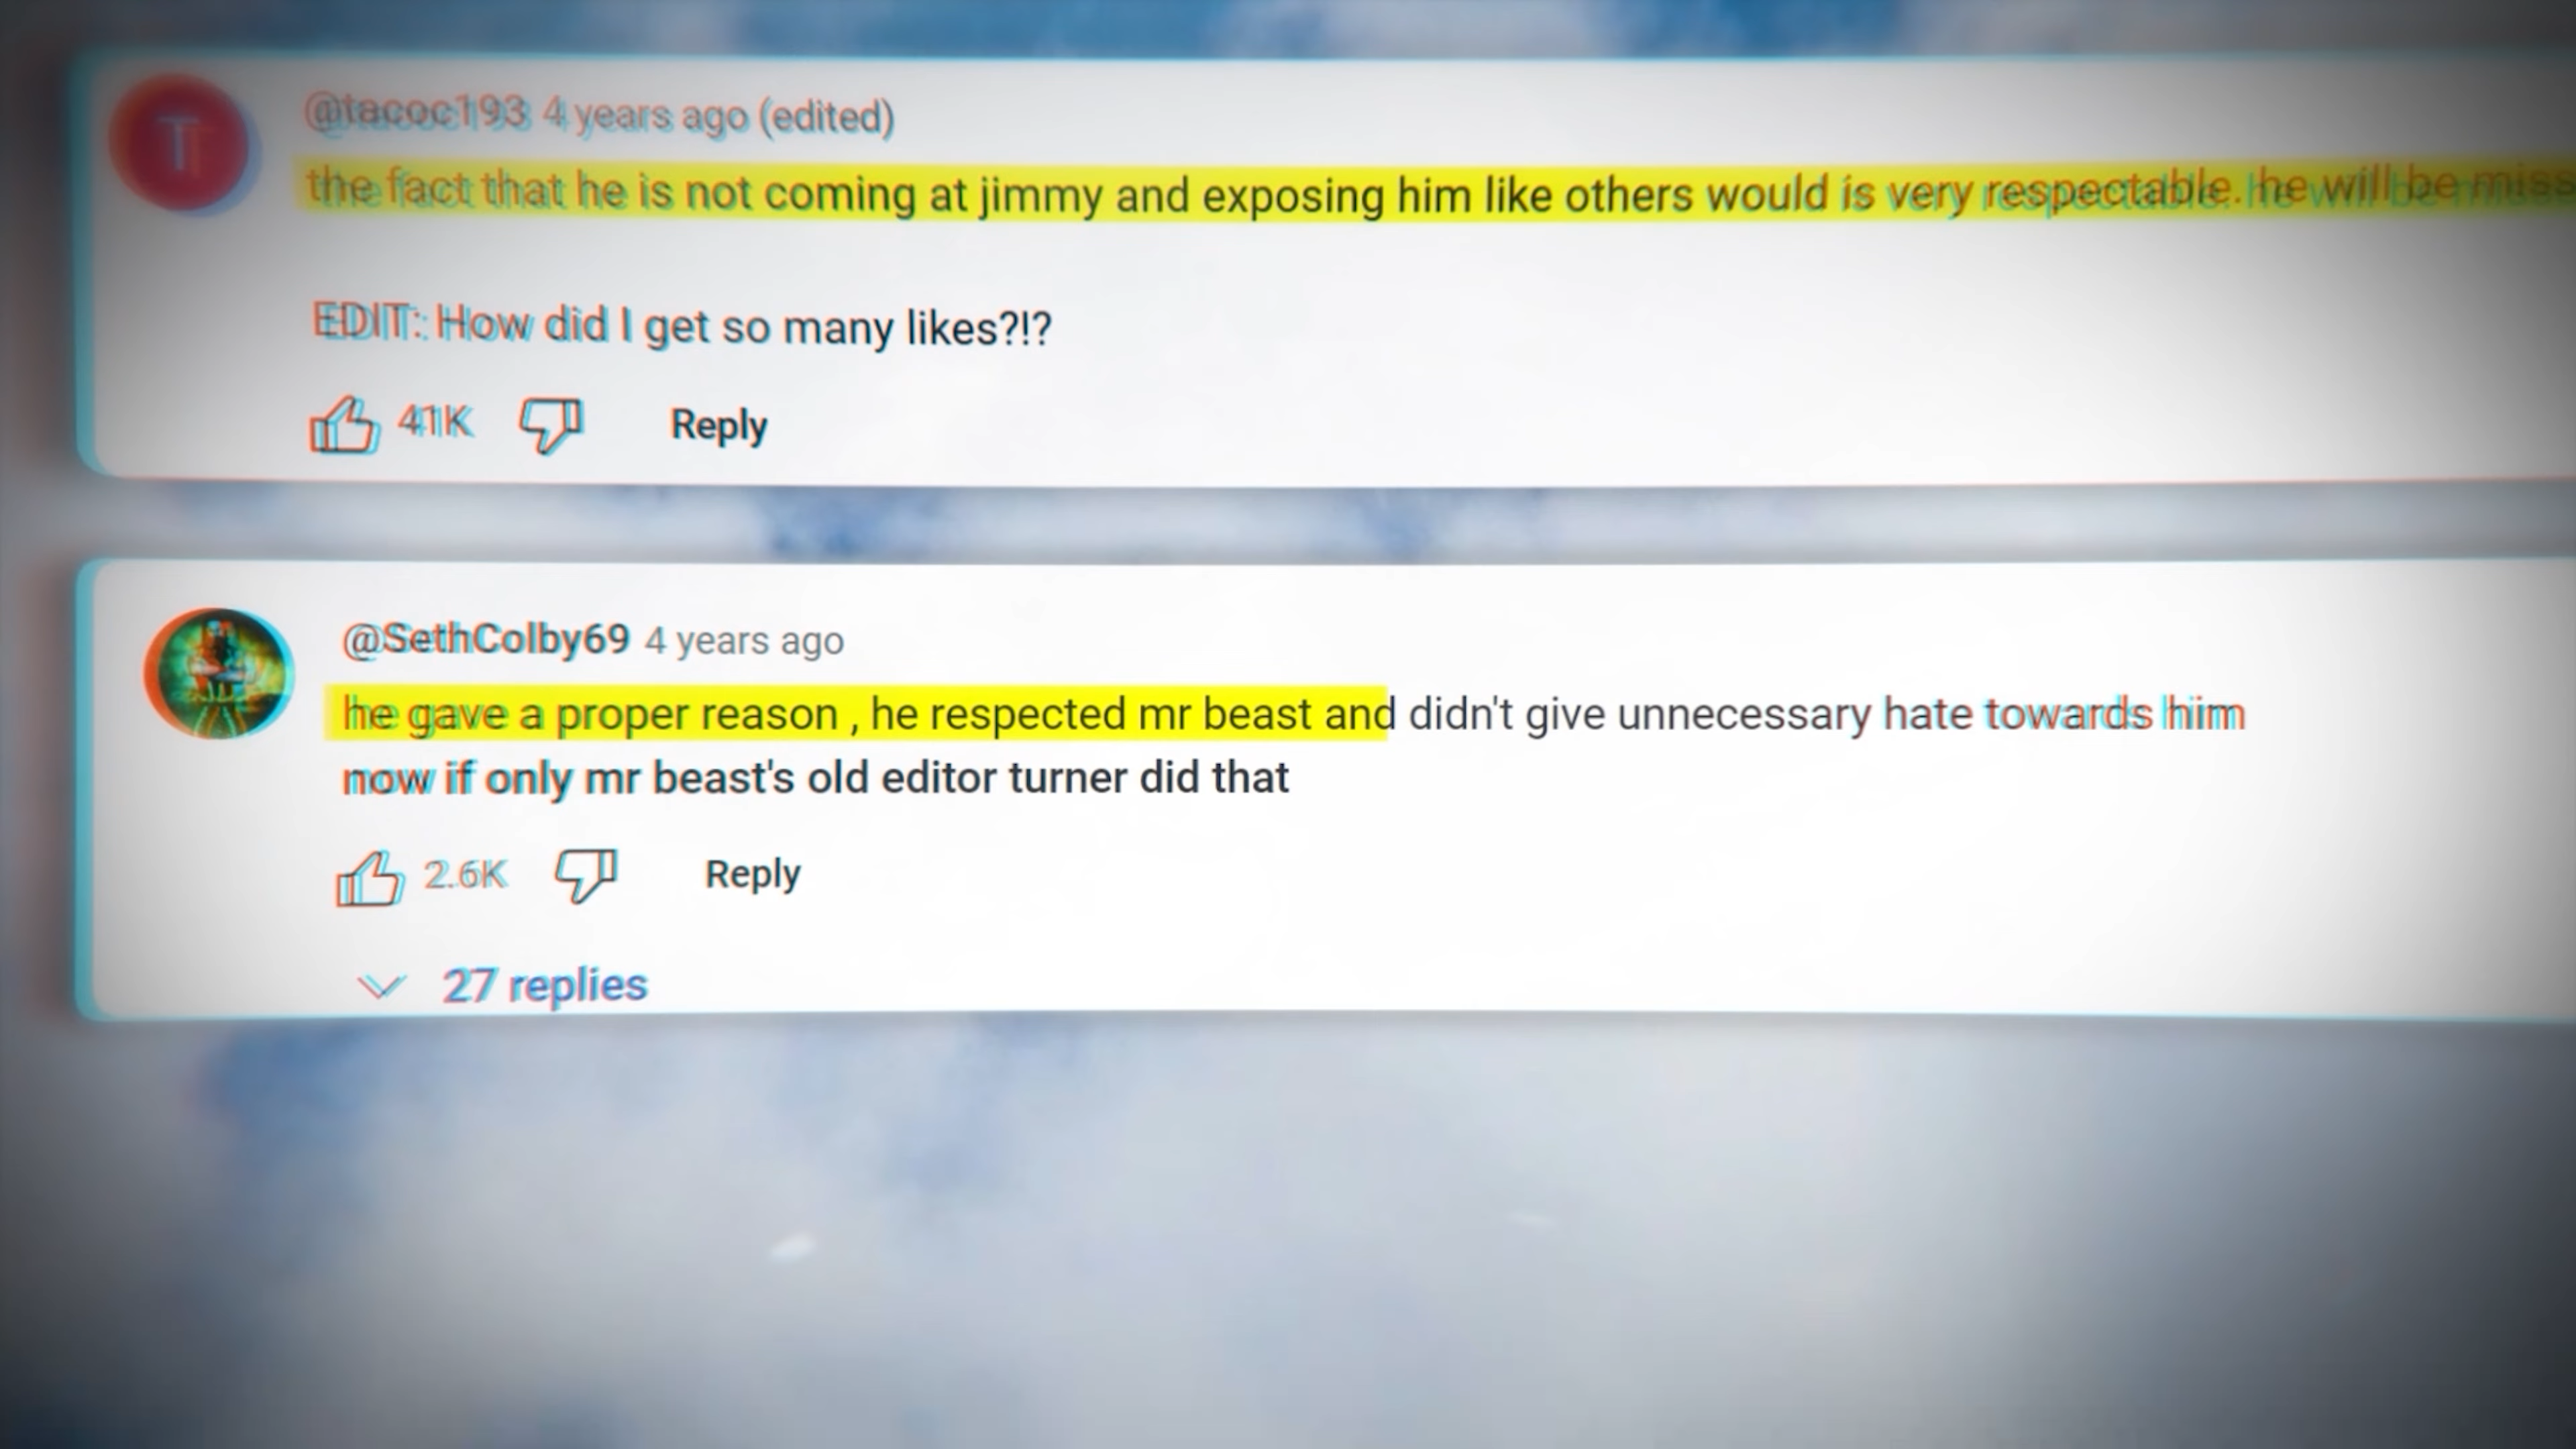 T
@tacoc193 4 years ago (edited)
the fact that he is not coming at jimmy and exposing him like others would is very respectable. he will be miss
EDIT: How did I get so many likes?!?
41K Reply
@SethColby69 4 years ago
he gave a proper reason , he respected mr beast and didn't give unnecessary hate towards him
now if only mr beast's old editor turner did that
2.6K Reply
27 replies